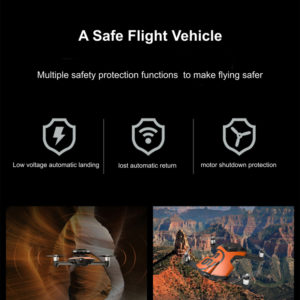 A Safe Flight Vehicle
Multiple safety protection functions to make flying safer
Low voltage automatic landing
lost automatic return
motor shutdown protection